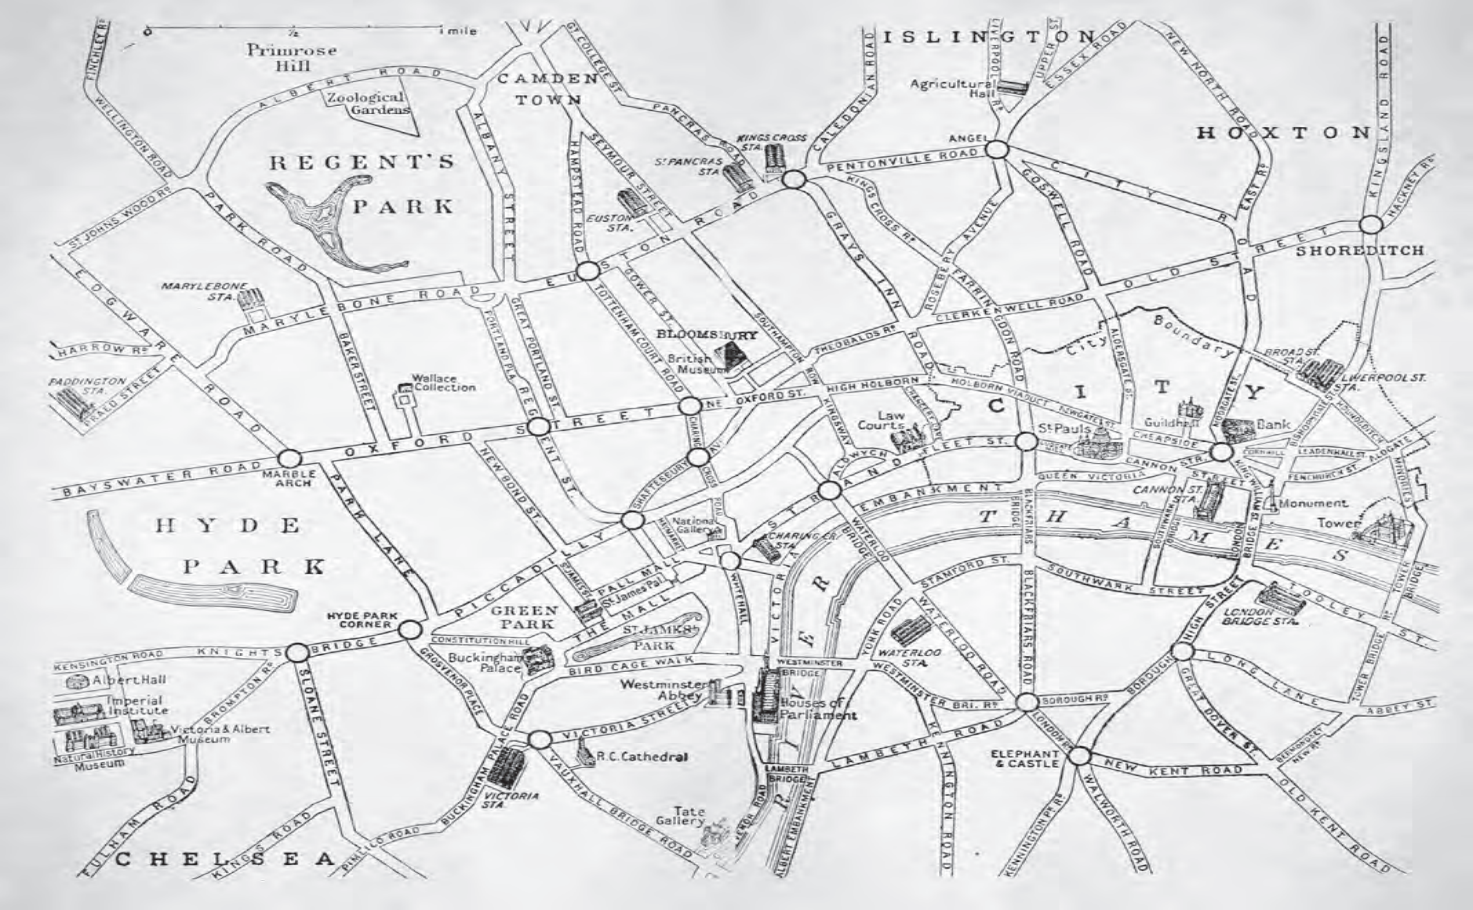 ½
1 mile
FINCHLEY RD
Primrose
Hill
CAMDEN
TOWN
GT COLLEGE ST
ISLINGTON
LIVERPOOL RD
UPPER ST
ESSEX ROAD
NEW NORTH ROAD
HOXTON
KINGSLAND ROAD
HACKNEY RD
WELLINGTON ROAD
ALBERT ROAD
Zoological
Gardens
REGENT'S
PARK
ALBANY STREET
HAMPSTEAD ROAD
SEYMOUR STREET
PANCRAS ROAD
ST PANCRAS
STA.
KINGS CROSS
STA.
CALEDONIAN ROAD
Agricultural
Hall
ANGEL
PENTONVILLE ROAD
CITY ROAD
EAST RD
GOSWELL ROAD
KINGS CROSS RD
GRAYS INN ROAD
ROSEBERY AVENUE
FARRINGDON ROAD
OLD STREET
SHOREDITCH
ST JOHNS WOOD RD
PARK ROAD
EUSTON
STA.
EUSTON ROAD
MARYLEBONE
STA.
MARYLEBONE ROAD
EDGWARE ROAD
HARROW RD
PADDINGTON
STA.
BAKER STREET
PORTLAND PLA.
GREAT PORTLAND ST.
GOWER ST.
TOTTENHAM COURT ROAD
SOUTHAMPTON ROW
BLOOMSBURY
British
Museum
THEOBALDS RD
CLERKENWELL ROAD
City Boundary
ALDERSGATE ST.
CITY
MOORGATE ST.
BROAD ST.
STA.
LIVERPOOL ST.
STA.
BISHOPSGATE ST.
HOUNDSDITCH
Wallace
Collection
OXFORD STREET
NEW OXFORD ST.
HIGH HOLBORN
HOLBORN VIADUCT
NEWGATE ST.
CHANCERY LA.
KINGSWAY
Law
Courts
ALDWYCH
FLEET ST.
LUDGATE
St Pauls
CHEAPSIDE
Guildhall
Bank
CORNHILL
LEADENHALL ST.
FENCHURCH ST.
ALDGATE
MINORIES
BAYSWATER ROAD
MARBLE
ARCH
NEW BOND ST.
REGENT ST.
CHARING CROSS ROAD
SHAFTESBURY AV.
STRAND
EMBANKMENT
QUEEN VICTORIA
CANNON STREET
CANNON ST.
STA.
KING WILLIAM ST.
Monument
Tower
HYDE
PARK
PARK LANE
PICCADILLY
HAYMARKET
National
Gallery
CHARING CR.
STA.
WATERLOO
BRIDGE
BLACKFRIARS
BRIDGE
SOUTHWARK
BRIDGE
LONDON
BRIDGE
TOWER
BRIDGE
RIVER THAMES
HYDE PARK
CORNER
GREEN
PARK
ST JAMES'S
PALL MALL
St James Pal.
THE MALL
ST JAMES'
PARK
CONSTITUTION HILL
Buckingham
Palace
BIRD CAGE WALK
WHITEHALL
VICTORIA
STAMFORD ST.
SOUTHWARK STREET
BLACKFRIARS ROAD
WATERLOO ROAD
YORK ROAD
WATERLOO
STA.
LONDON
BRIDGE STA.
TOOLEY ST.
BOROUGH HIGH STREET
LONG LANE
TOWER BRIDGE RD
ABBEY ST.
KENSINGTON ROAD
KNIGHTSBRIDGE
Albert Hall
Imperial
Institute
Victoria & Albert
Museum
Natural History
Museum
BROMPTON RD
SLOANE STREET
GROSVENOR PLACE
Westminster
Abbey
WESTMINSTER
BRIDGE
Houses of
Parliament
WESTMINSTER BRI. RD
BOROUGH RD
GREAT DOVER ST.
BERMONDSEY
NEW RD
VICTORIA STREET
BUCKINGHAM PALACE ROAD
R.C. Cathedral
VICTORIA
STA.
VAUXHALL BRIDGE ROAD
LAMBETH
BRIDGE
LAMBETH ROAD
LONDON RD
ELEPHANT
& CASTLE
NEW KENT ROAD
OLD KENT ROAD
KENNINGTON ROAD
KENNINGTON PK RD
WALWORTH ROAD
FULHAM ROAD
CHELSEA
KINGS ROAD
PIMLICO ROAD
Tate
Gallery
ALBERT EMBANKMENT